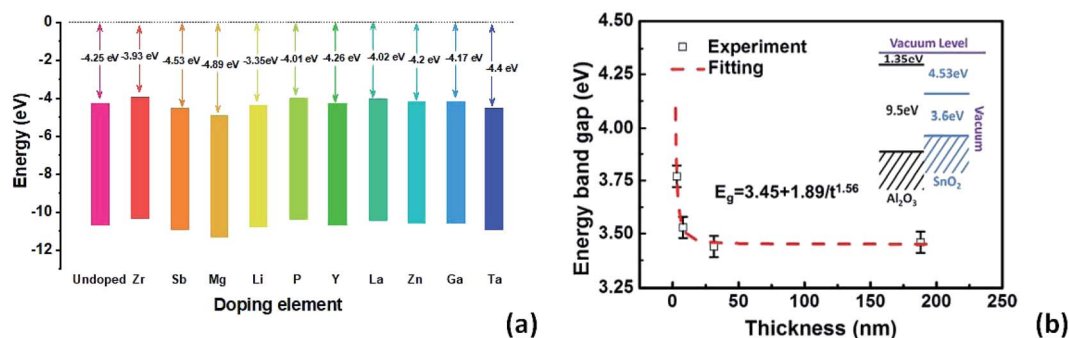 0
-2
-4
-6
-8
-10
-12
Energy (eV)
-4.25 eV
-3.93 eV
-4.53 eV
-4.89 eV
-3.35eV
-4.01 eV
-4.26 eV
-4.02 eV
-4.2 eV
-4.17 eV
-4.4 eV
Undoped Zr Sb Mg Li P Y La Zn Ga Ta
Doping element
(a)
4.50
4.25
4.00
3.75
3.50
3.25
Energy band gap (eV)
Experiment
Fitting
E_g=3.45+1.89/t^1.56
Vacuum Level
1.35eV
4.53eV
9.5eV
3.6eV
Vacuum
SnO₂
Al₂O₃
0 50 100 150 200 250
Thickness (nm)
(b)